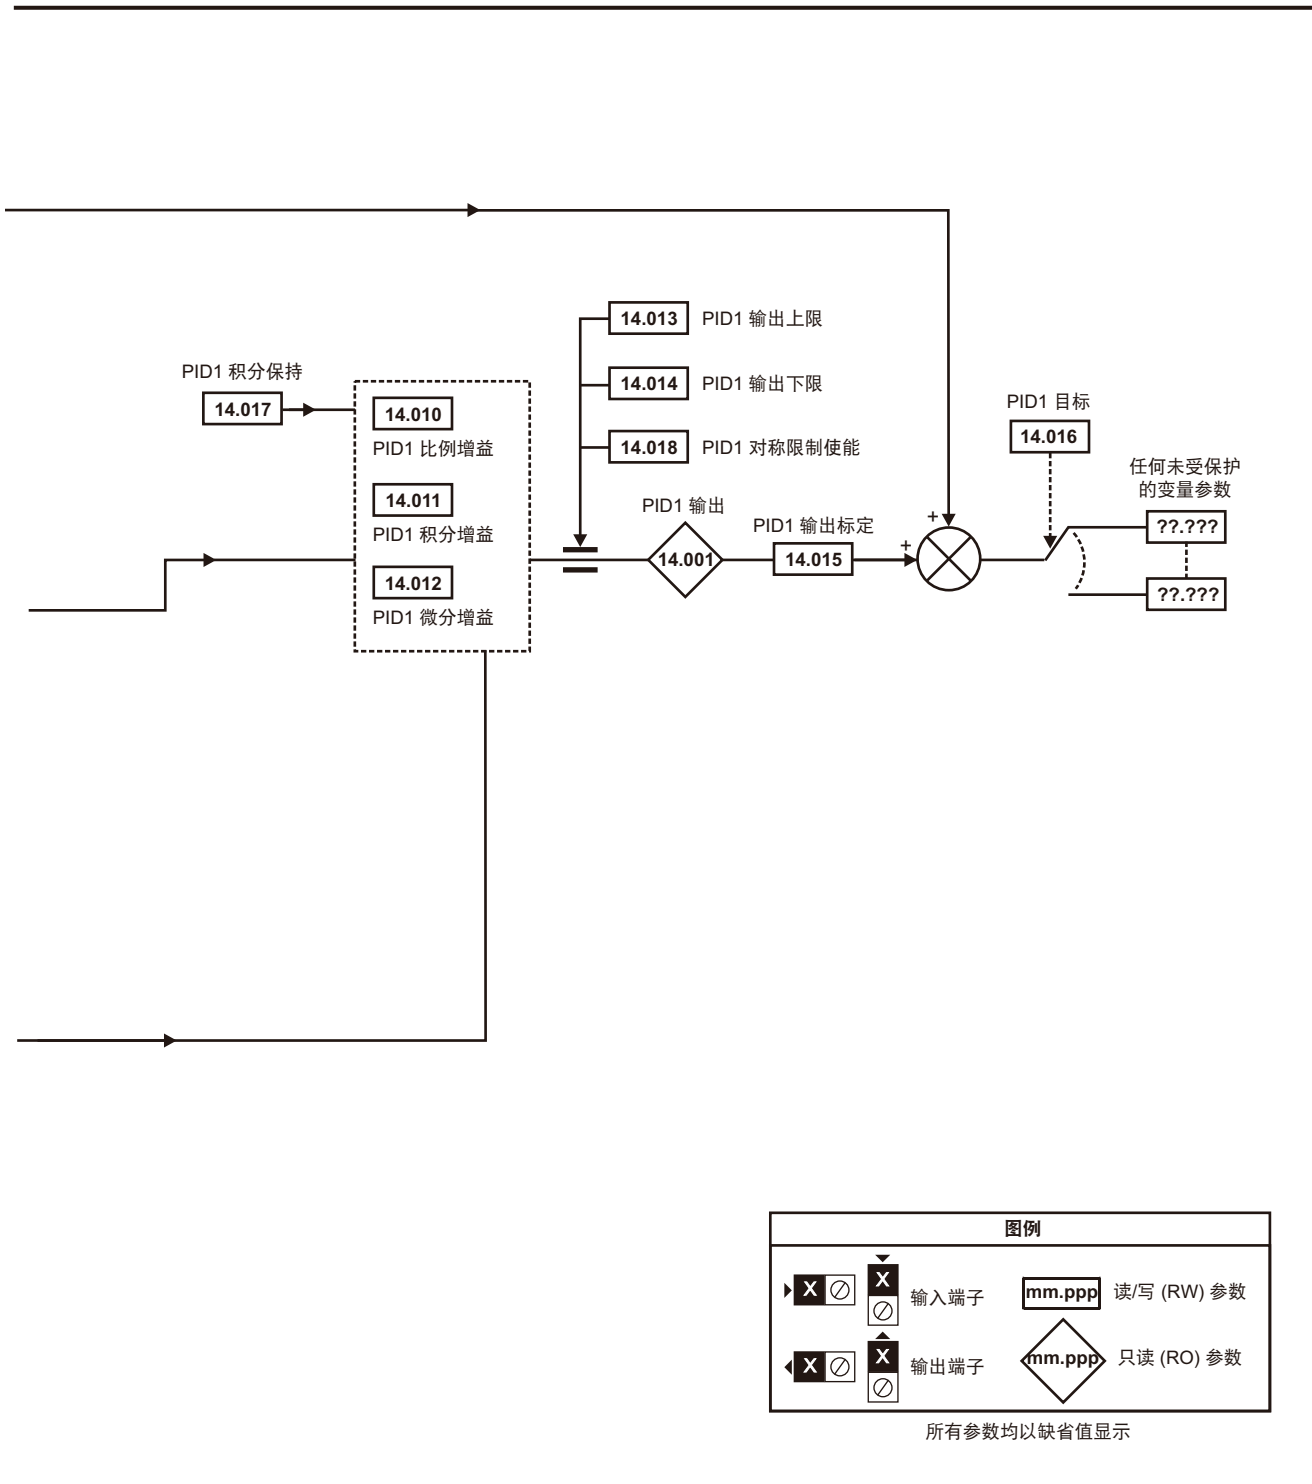 14.013 PID1 输出上限
PID1 积分保持
14.017
14.010
PID1 比例增益
14.014 PID1 输出下限
14.018 PID1 对称限制使能
14.011
PID1 积分增益
14.012
PID1 微分增益
PID1 输出
14.001
PID1 输出标定
14.015
+
+
PID1 目标
14.016
任何未受保护
的变量参数
??.???
??.???
图例
X X 输入端子 mm.ppp 读/写 (RW) 参数
X X 输出端子 mm.ppp 只读 (RO) 参数
所有参数均以缺省值显示